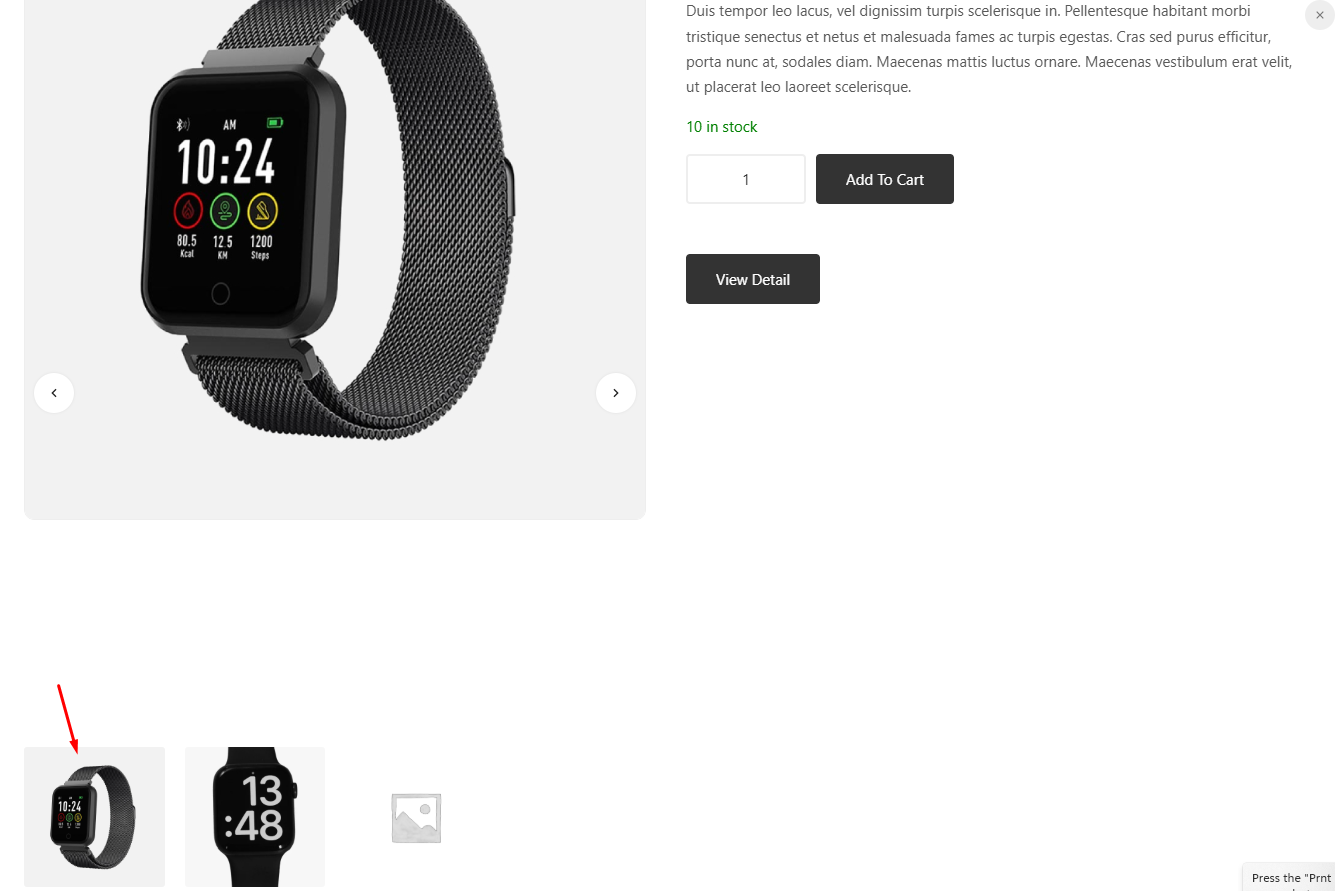 Duis tempor leo lacus, vel dignissim turpis scelerisque in. Pellentesque habitant morbi
tristique senectus et netus et malesuada fames ac turpis egestas. Cras sed purus efficitur,
porta nunc at, sodales diam. Maecenas mattis luctus ornare. Maecenas vestibulum erat velit,
ut placerat leo laoreet scelerisque.
10 in stock
1
Add To Cart
View Detail
AM
10:24
80.5 12.5 1200
Kcal KM Steps
10:24
13
:48
Press the "Prnt